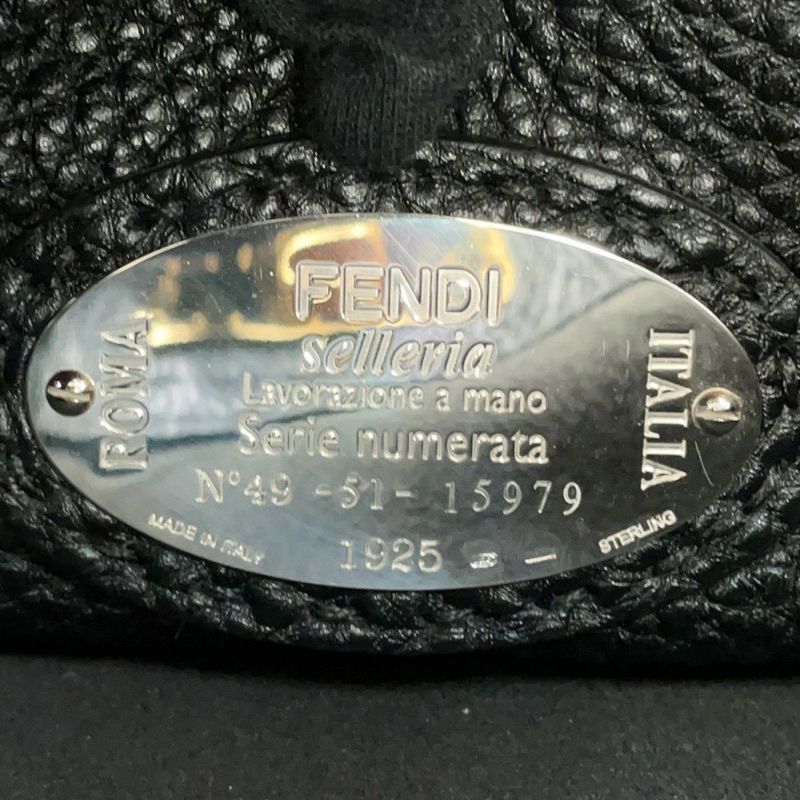 FENDI
selleria
Lavorazione a mano
Serie numerata
N°49 -51- 15979
1925
ROMA
ITALIA
MADE IN ITALY
STERLING